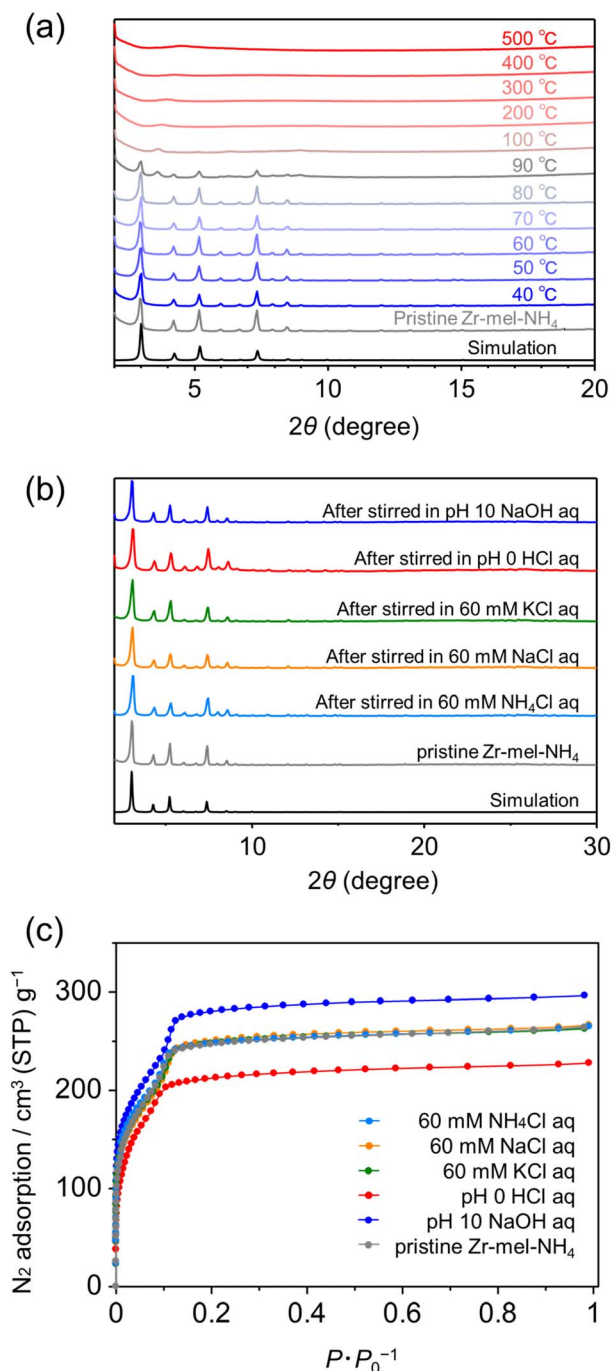 (a)
500 °C
400 °C
300 °C
200 °C
100 °C
90 °C
80 °C
70 °C
60 °C
50 °C
40 °C
Pristine Zr-mel-NH₄
Simulation
5 10 15 20
2θ (degree)
(b)
After stirred in pH 10 NaOH aq
After stirred in pH 0 HCl aq
After stirred in 60 mM KCl aq
After stirred in 60 mM NaCl aq
After stirred in 60 mM NH₄Cl aq
pristine Zr-mel-NH₄
Simulation
10 20 30
2θ (degree)
(c)
N₂ adsorption / cm³ (STP) g⁻¹
300
200
100
0
60 mM NH₄Cl aq
60 mM NaCl aq
60 mM KCl aq
pH 0 HCl aq
pH 10 NaOH aq
pristine Zr-mel-NH₄
0 0.2 0.4 0.6 0.8 1
P·P₀⁻¹